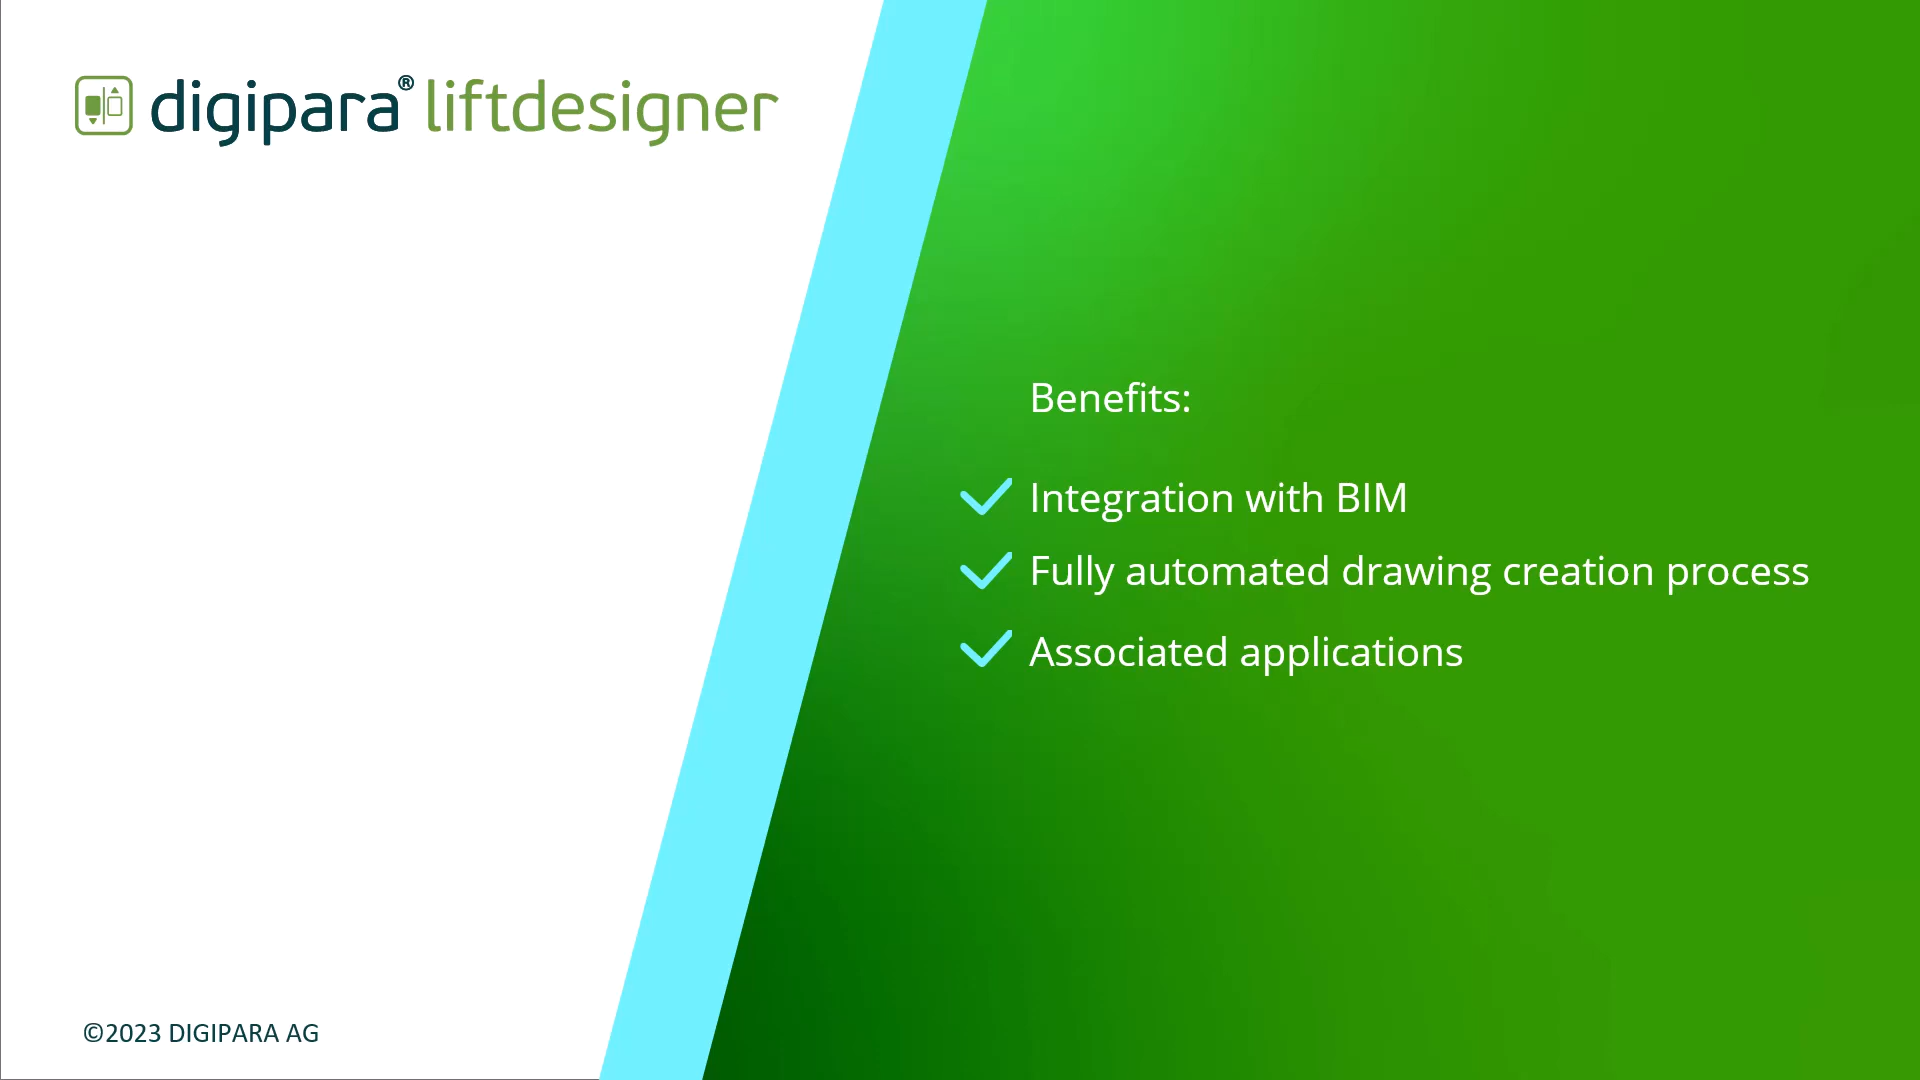 digipara® liftdesigner
Benefits:
Integration with BIM
Fully automated drawing creation process
Associated applications
©2023 DIGIPARA AG